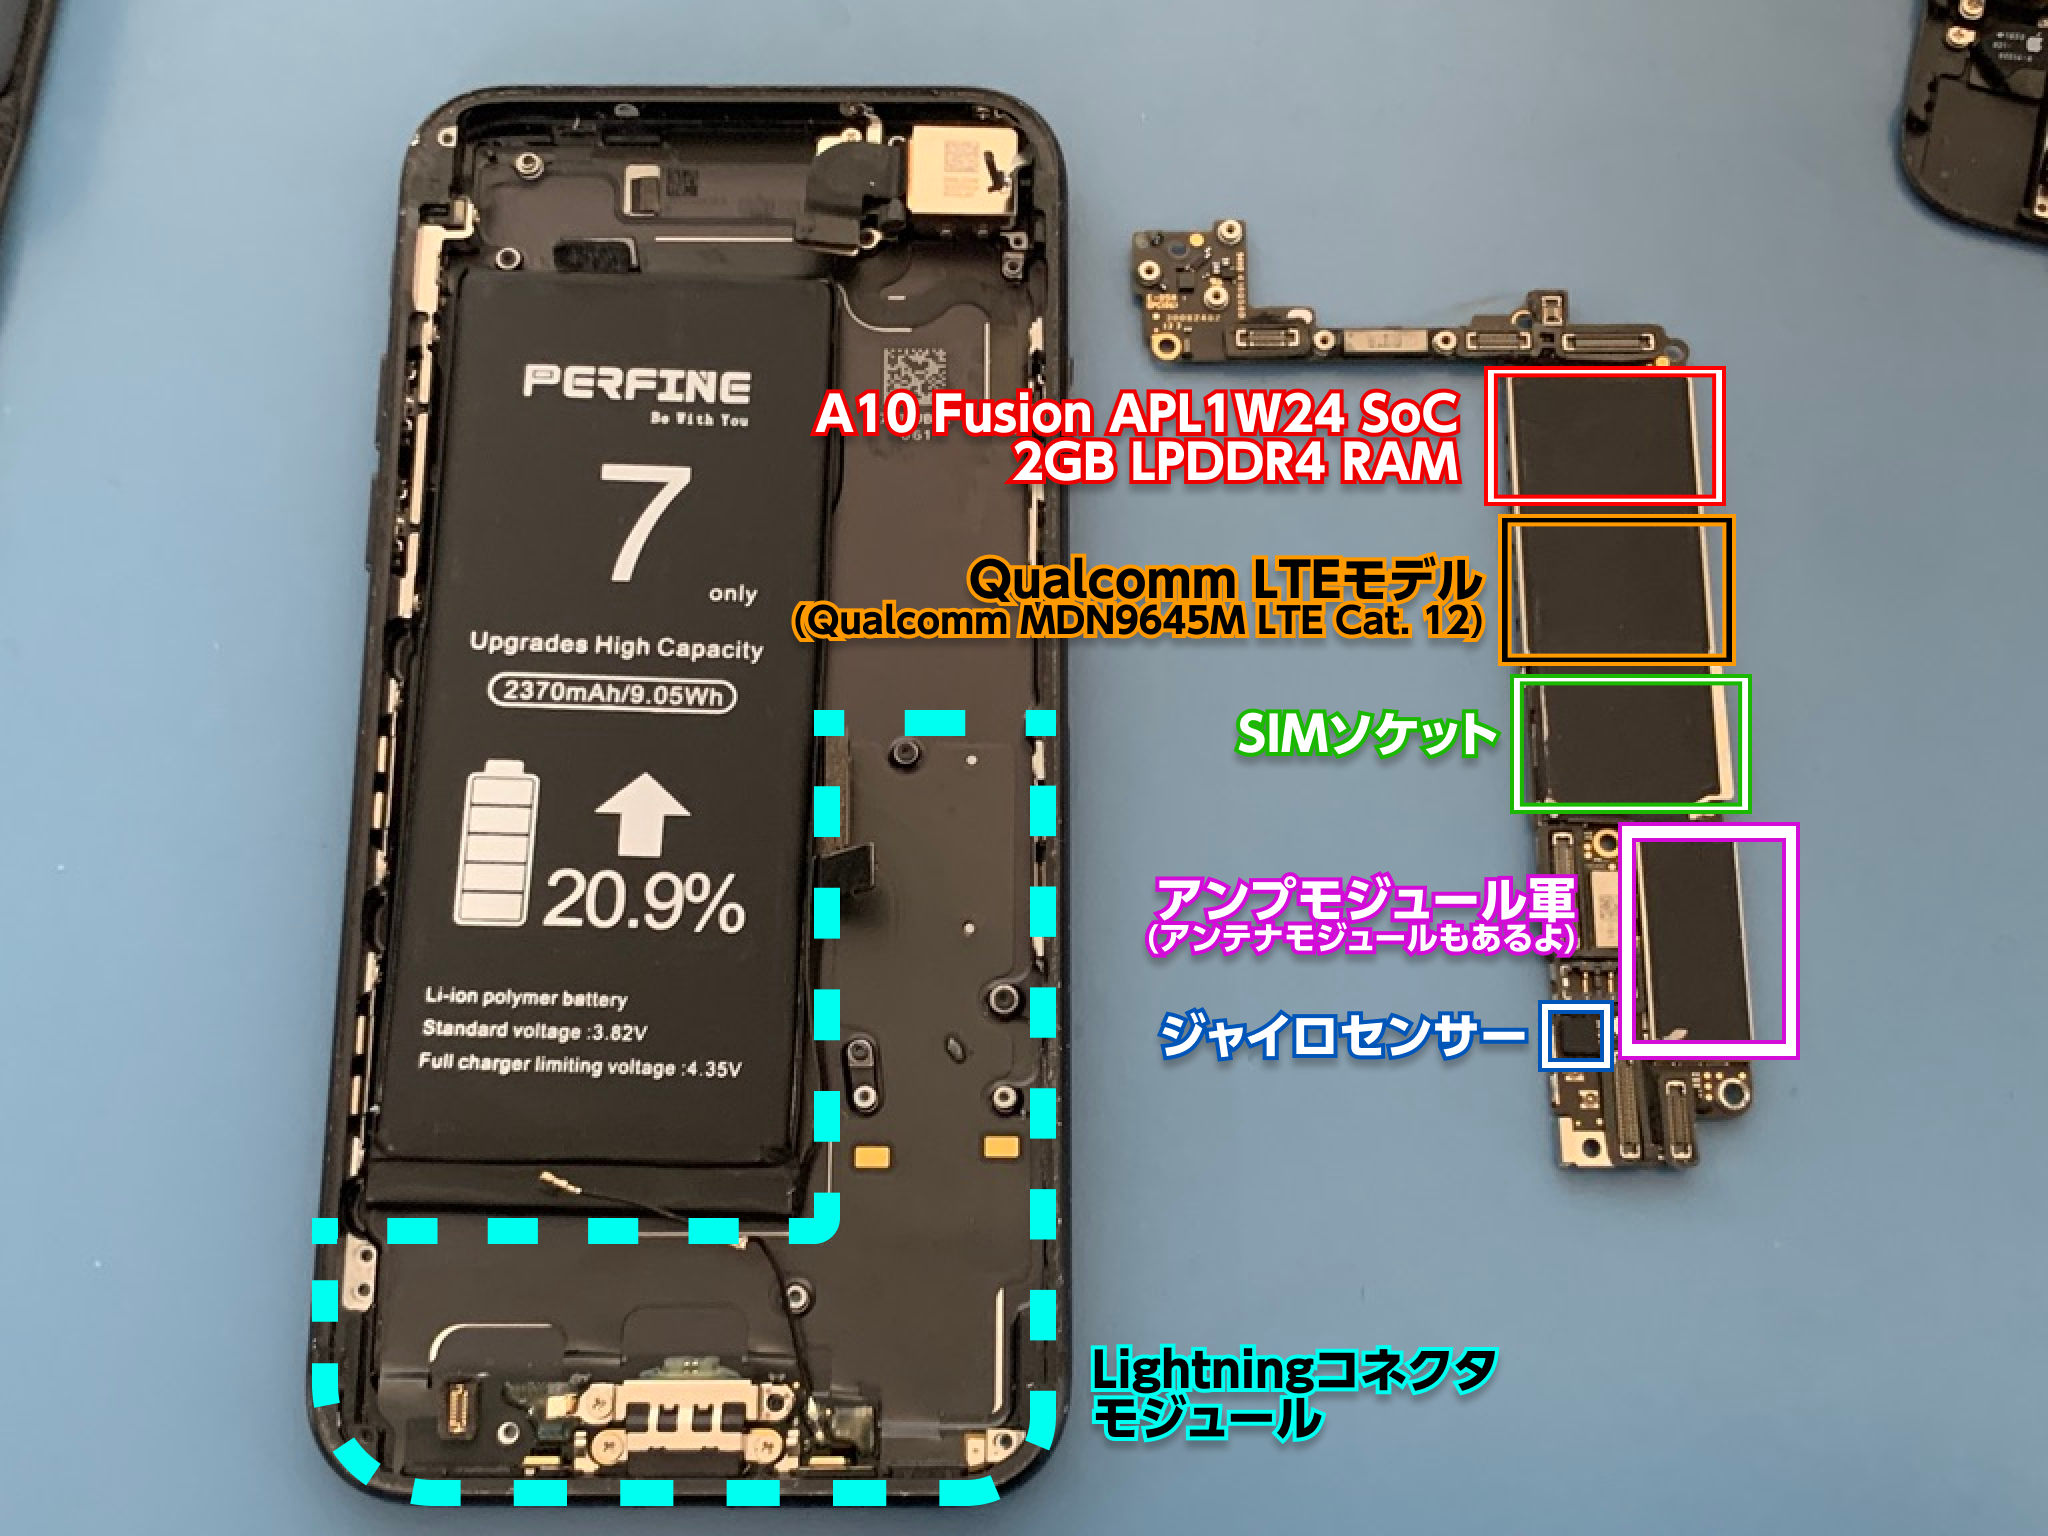 PERFINE
Be With You
7
only
Upgrades High Capacity
2370mAh/9.05Wh
20.9%
Li-ion polymer battery
Standard voltage :3.82V
Full charger limiting voltage :4.35V
A10 Fusion APL1W24 SoC
2GB LPDDR4 RAM
Qualcomm LTEモデル
(Qualcomm MDN9645M LTE Cat. 12)
SIMソケット
アンプモジュール軍
(アンテナモジュールもあるよ)
ジャイロセンサー
Lightningコネクタ
モジュール